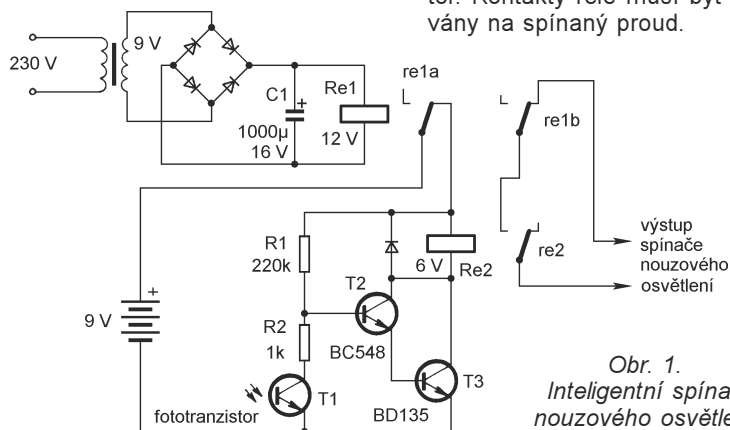 tor. Kontakty relé musí být
vány na spínaný proud.
230 V
9 V
C1
+
1000µ
16 V
Re1
12 V
re1a
re1b
R1
220k
T2
6 V
Re2
re2
výstup
spínače
nouzového
osvětlení
+
9 V
R2
1k
BC548
T1
fototranzistor
T3
BD135
Obr. 1.
Inteligentní spína
nouzového osvětle